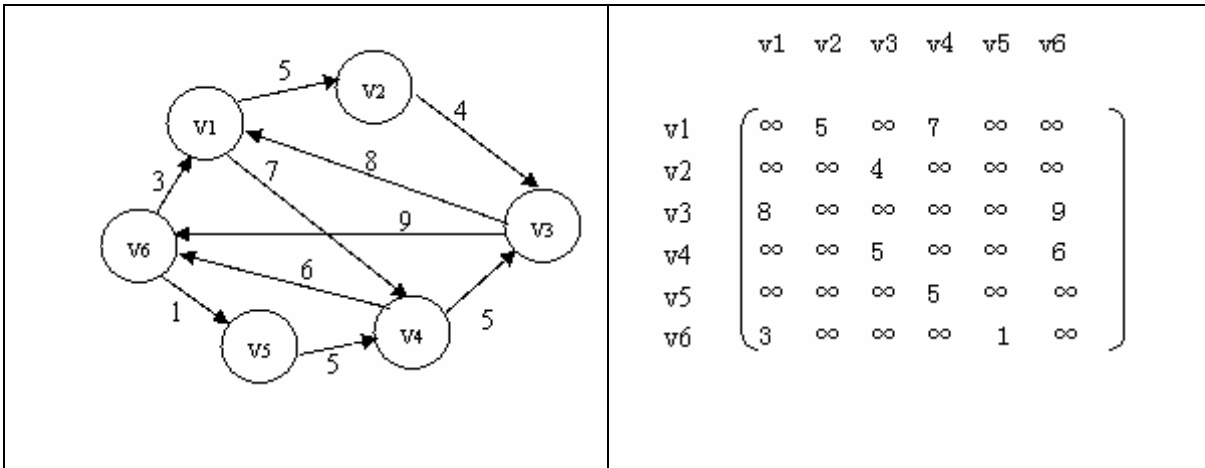 5
V2
V1
4
8
7
3
9
V3
V6
6
1
5
V4
V5
5
v1 v2 v3 v4 v5 v6
v1 ∞ 5 ∞ 7 ∞ ∞
v2 ∞ ∞ 4 ∞ ∞ ∞
v3 8 ∞ ∞ ∞ ∞ 9
v4 ∞ ∞ 5 ∞ ∞ 6
v5 ∞ ∞ ∞ 5 ∞ ∞
v6 3 ∞ ∞ ∞ 1 ∞